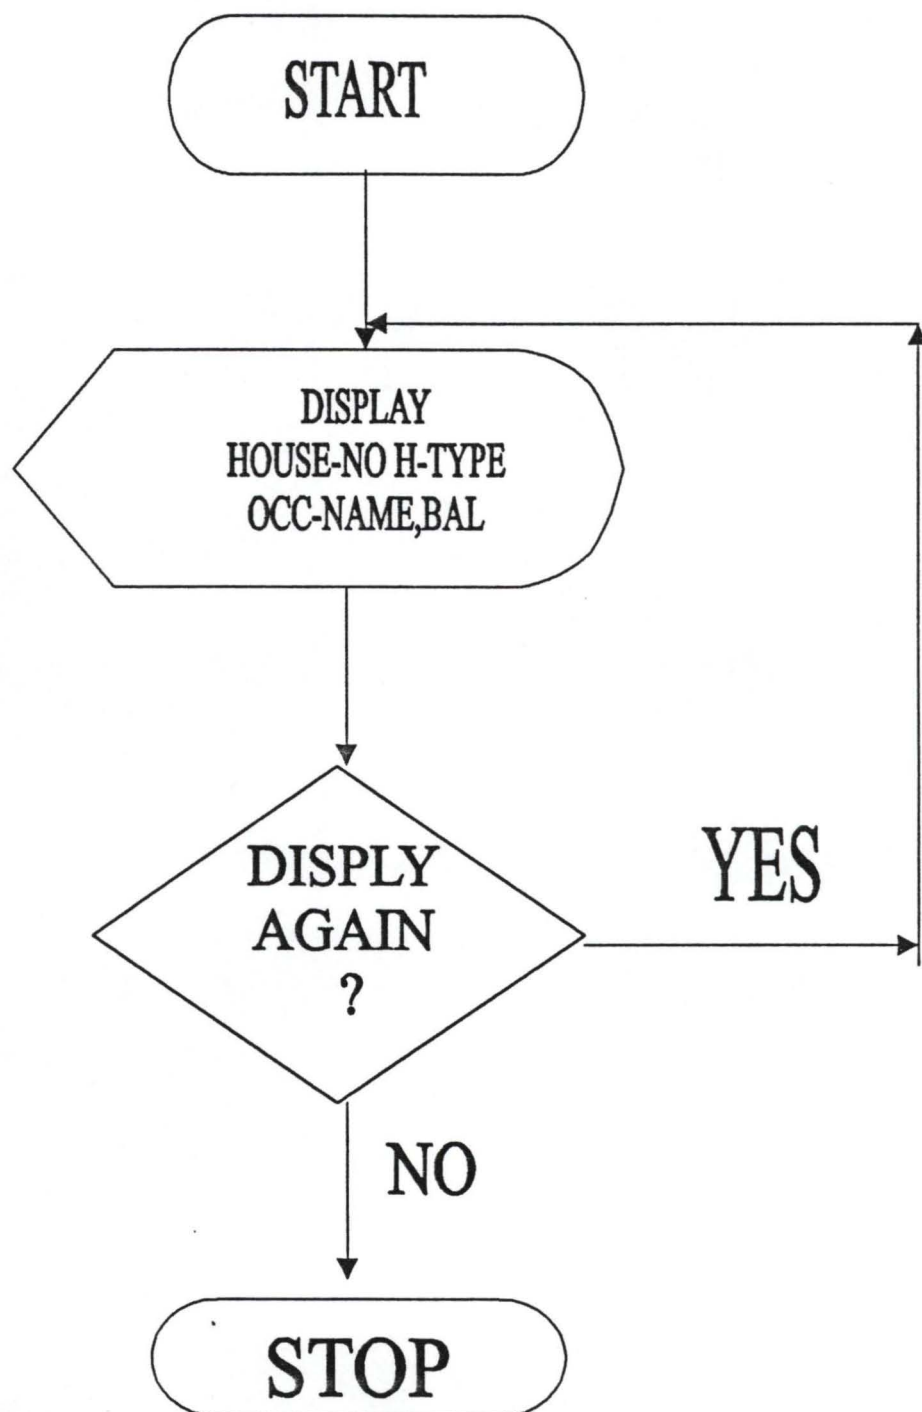 START
DISPLAY
HOUSE-NO H-TYPE
OCC-NAME,BAL
DISPLY
AGAIN
?
YES
NO
STOP